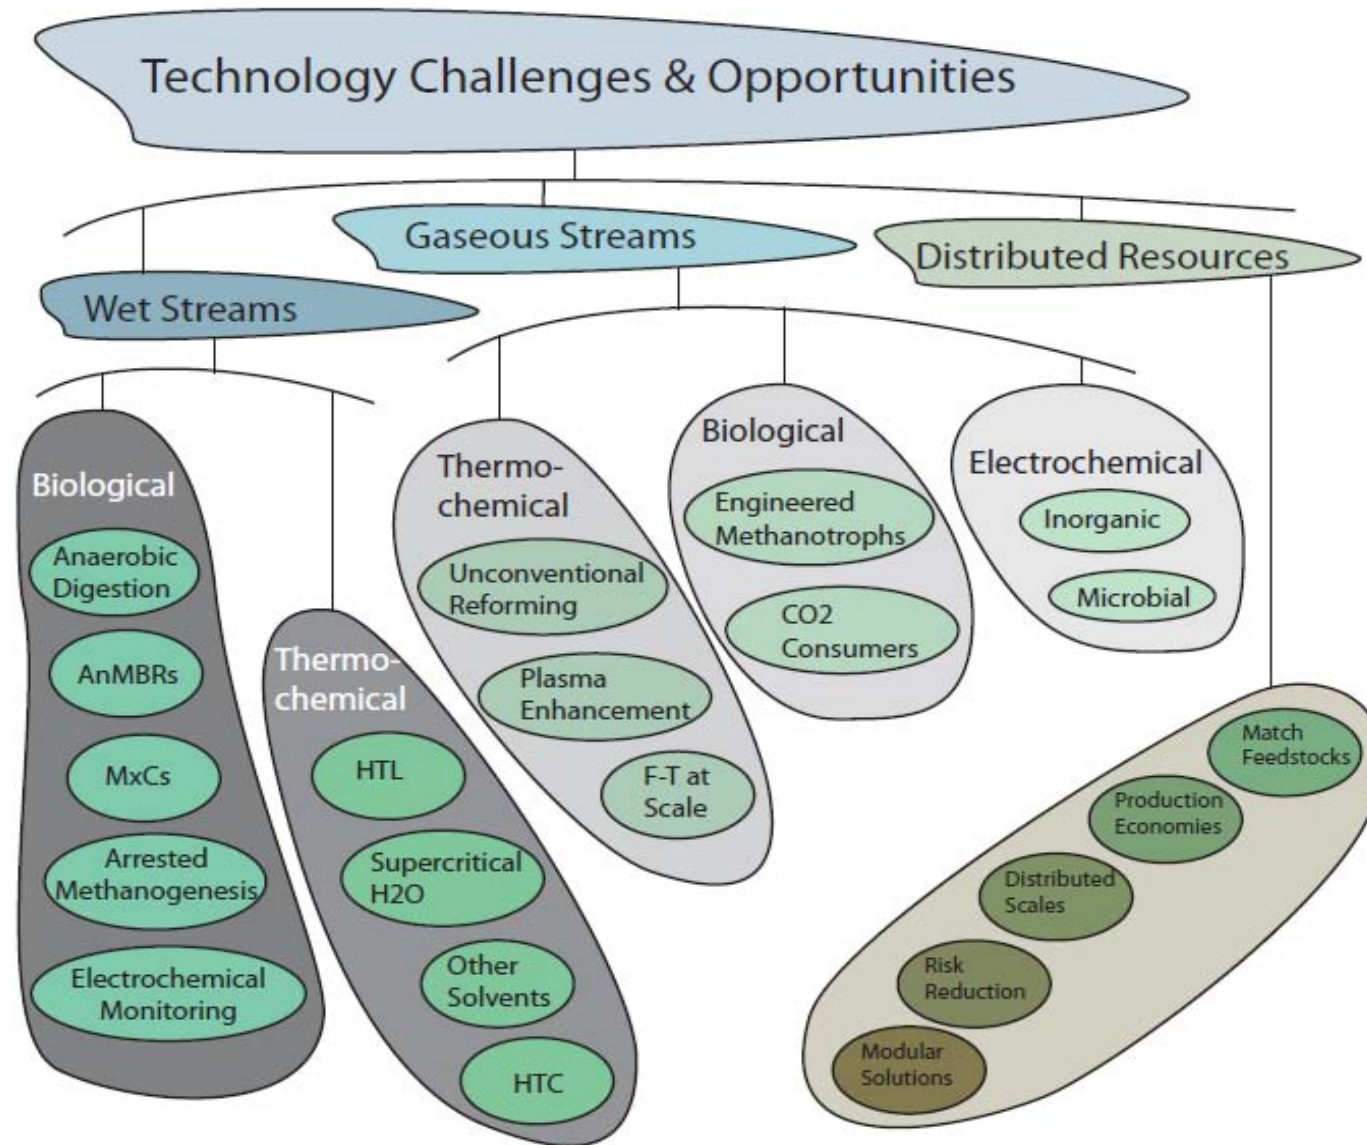 Technology Challenges & Opportunities
Gaseous Streams
Distributed Resources
Wet Streams
Biological
Anaerobic
Digestion
AnMBRs
MxCs
Arrested
Methanogenesis
Electrochemical
Monitoring
Thermo-
chemical
HTL
Supercritical
H2O
Other
Solvents
HTC
Thermo-
chemical
Unconventional
Reforming
Plasma
Enhancement
F-T at
Scale
Biological
Engineered
Methanotrophs
CO2
Consumers
Electrochemical
Inorganic
Microbial
Match
Feedstocks
Production
Economies
Distributed
Scales
Risk
Reduction
Modular
Solutions